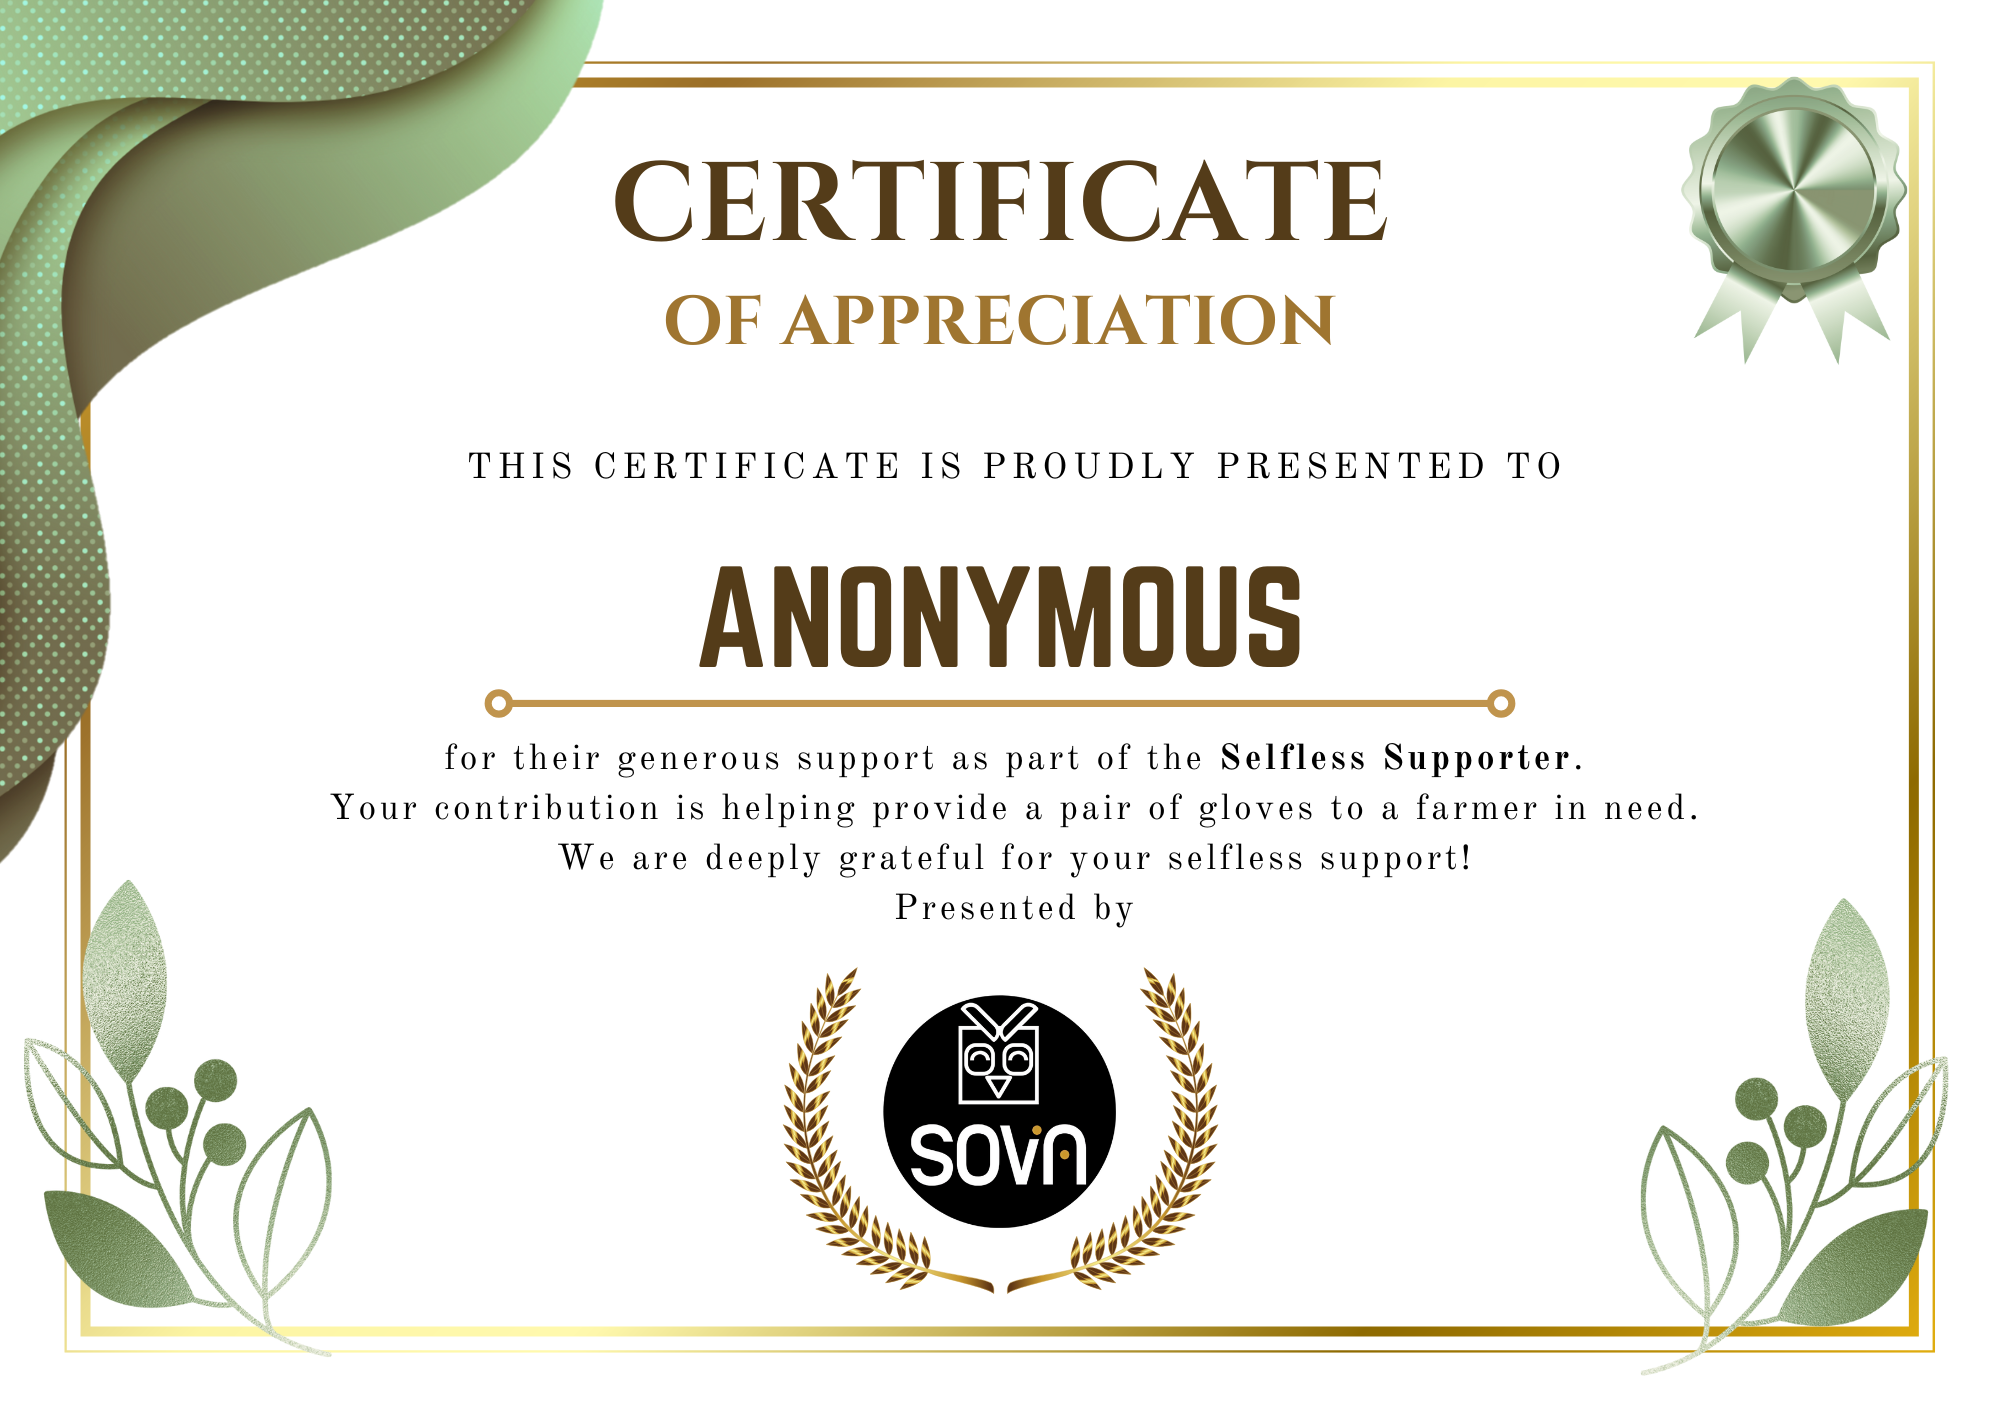 CERTIFICATE
OF APPRECIATION
THIS CERTIFICATE IS PROUDLY PRESENTED TO
ANONYMOUS
for their generous support as part of the Selfless Supporter.
Your contribution is helping provide a pair of gloves to a farmer in need.
We are deeply grateful for your selfless support!
Presented by
SOViA